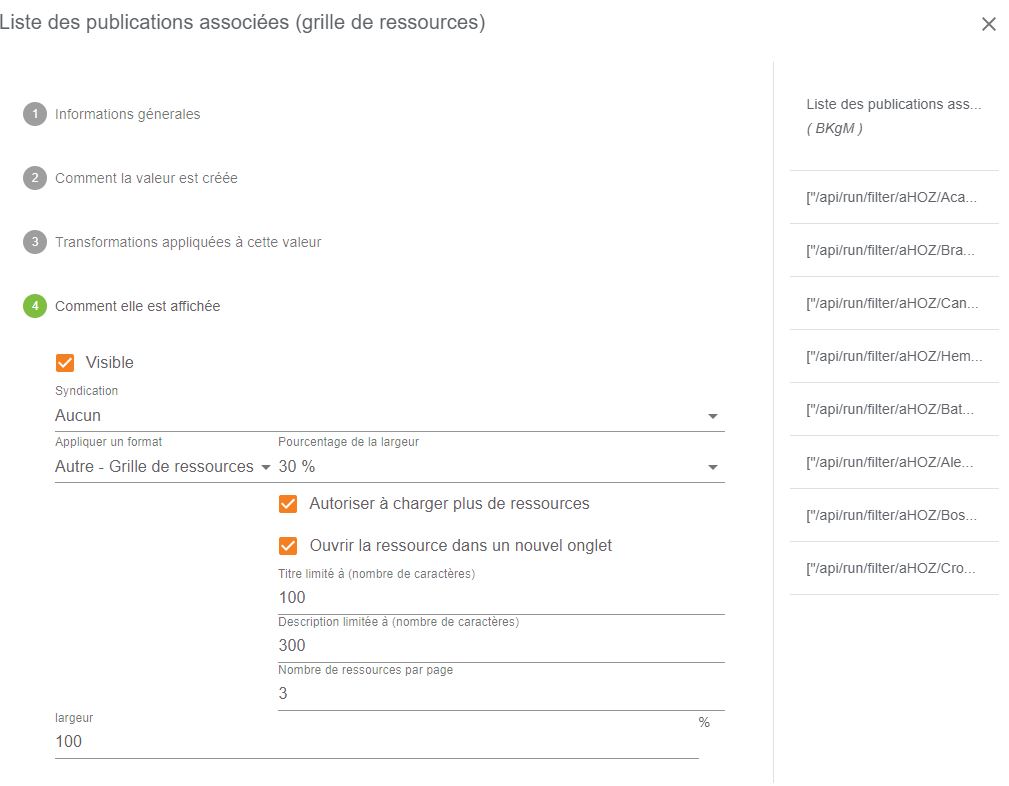 Liste des publications associées (grille de ressources)
1 Informations génerales
2 Comment la valeur est créée
3 Transformations appliquées à cette valeur
4 Comment elle est affichée
Visible
Syndication
Aucun
Appliquer un format
Autre - Grille de ressources
Pourcentage de la largeur
30 %
Autoriser à charger plus de ressources
Ouvrir la ressource dans un nouvel onglet
Titre limité à (nombre de caractères)
100
Description limitée à (nombre de caractères)
300
Nombre de ressources par page
3
largeur
100
%
Liste des publications ass...
( BKgM )
["/api/run/filter/aHOZ/Aca...
["/api/run/filter/aHOZ/Bra...
["/api/run/filter/aHOZ/Can...
["/api/run/filter/aHOZ/Hem...
["/api/run/filter/aHOZ/Bat...
["/api/run/filter/aHOZ/Ale...
["/api/run/filter/aHOZ/Bos...
["/api/run/filter/aHOZ/Cro...